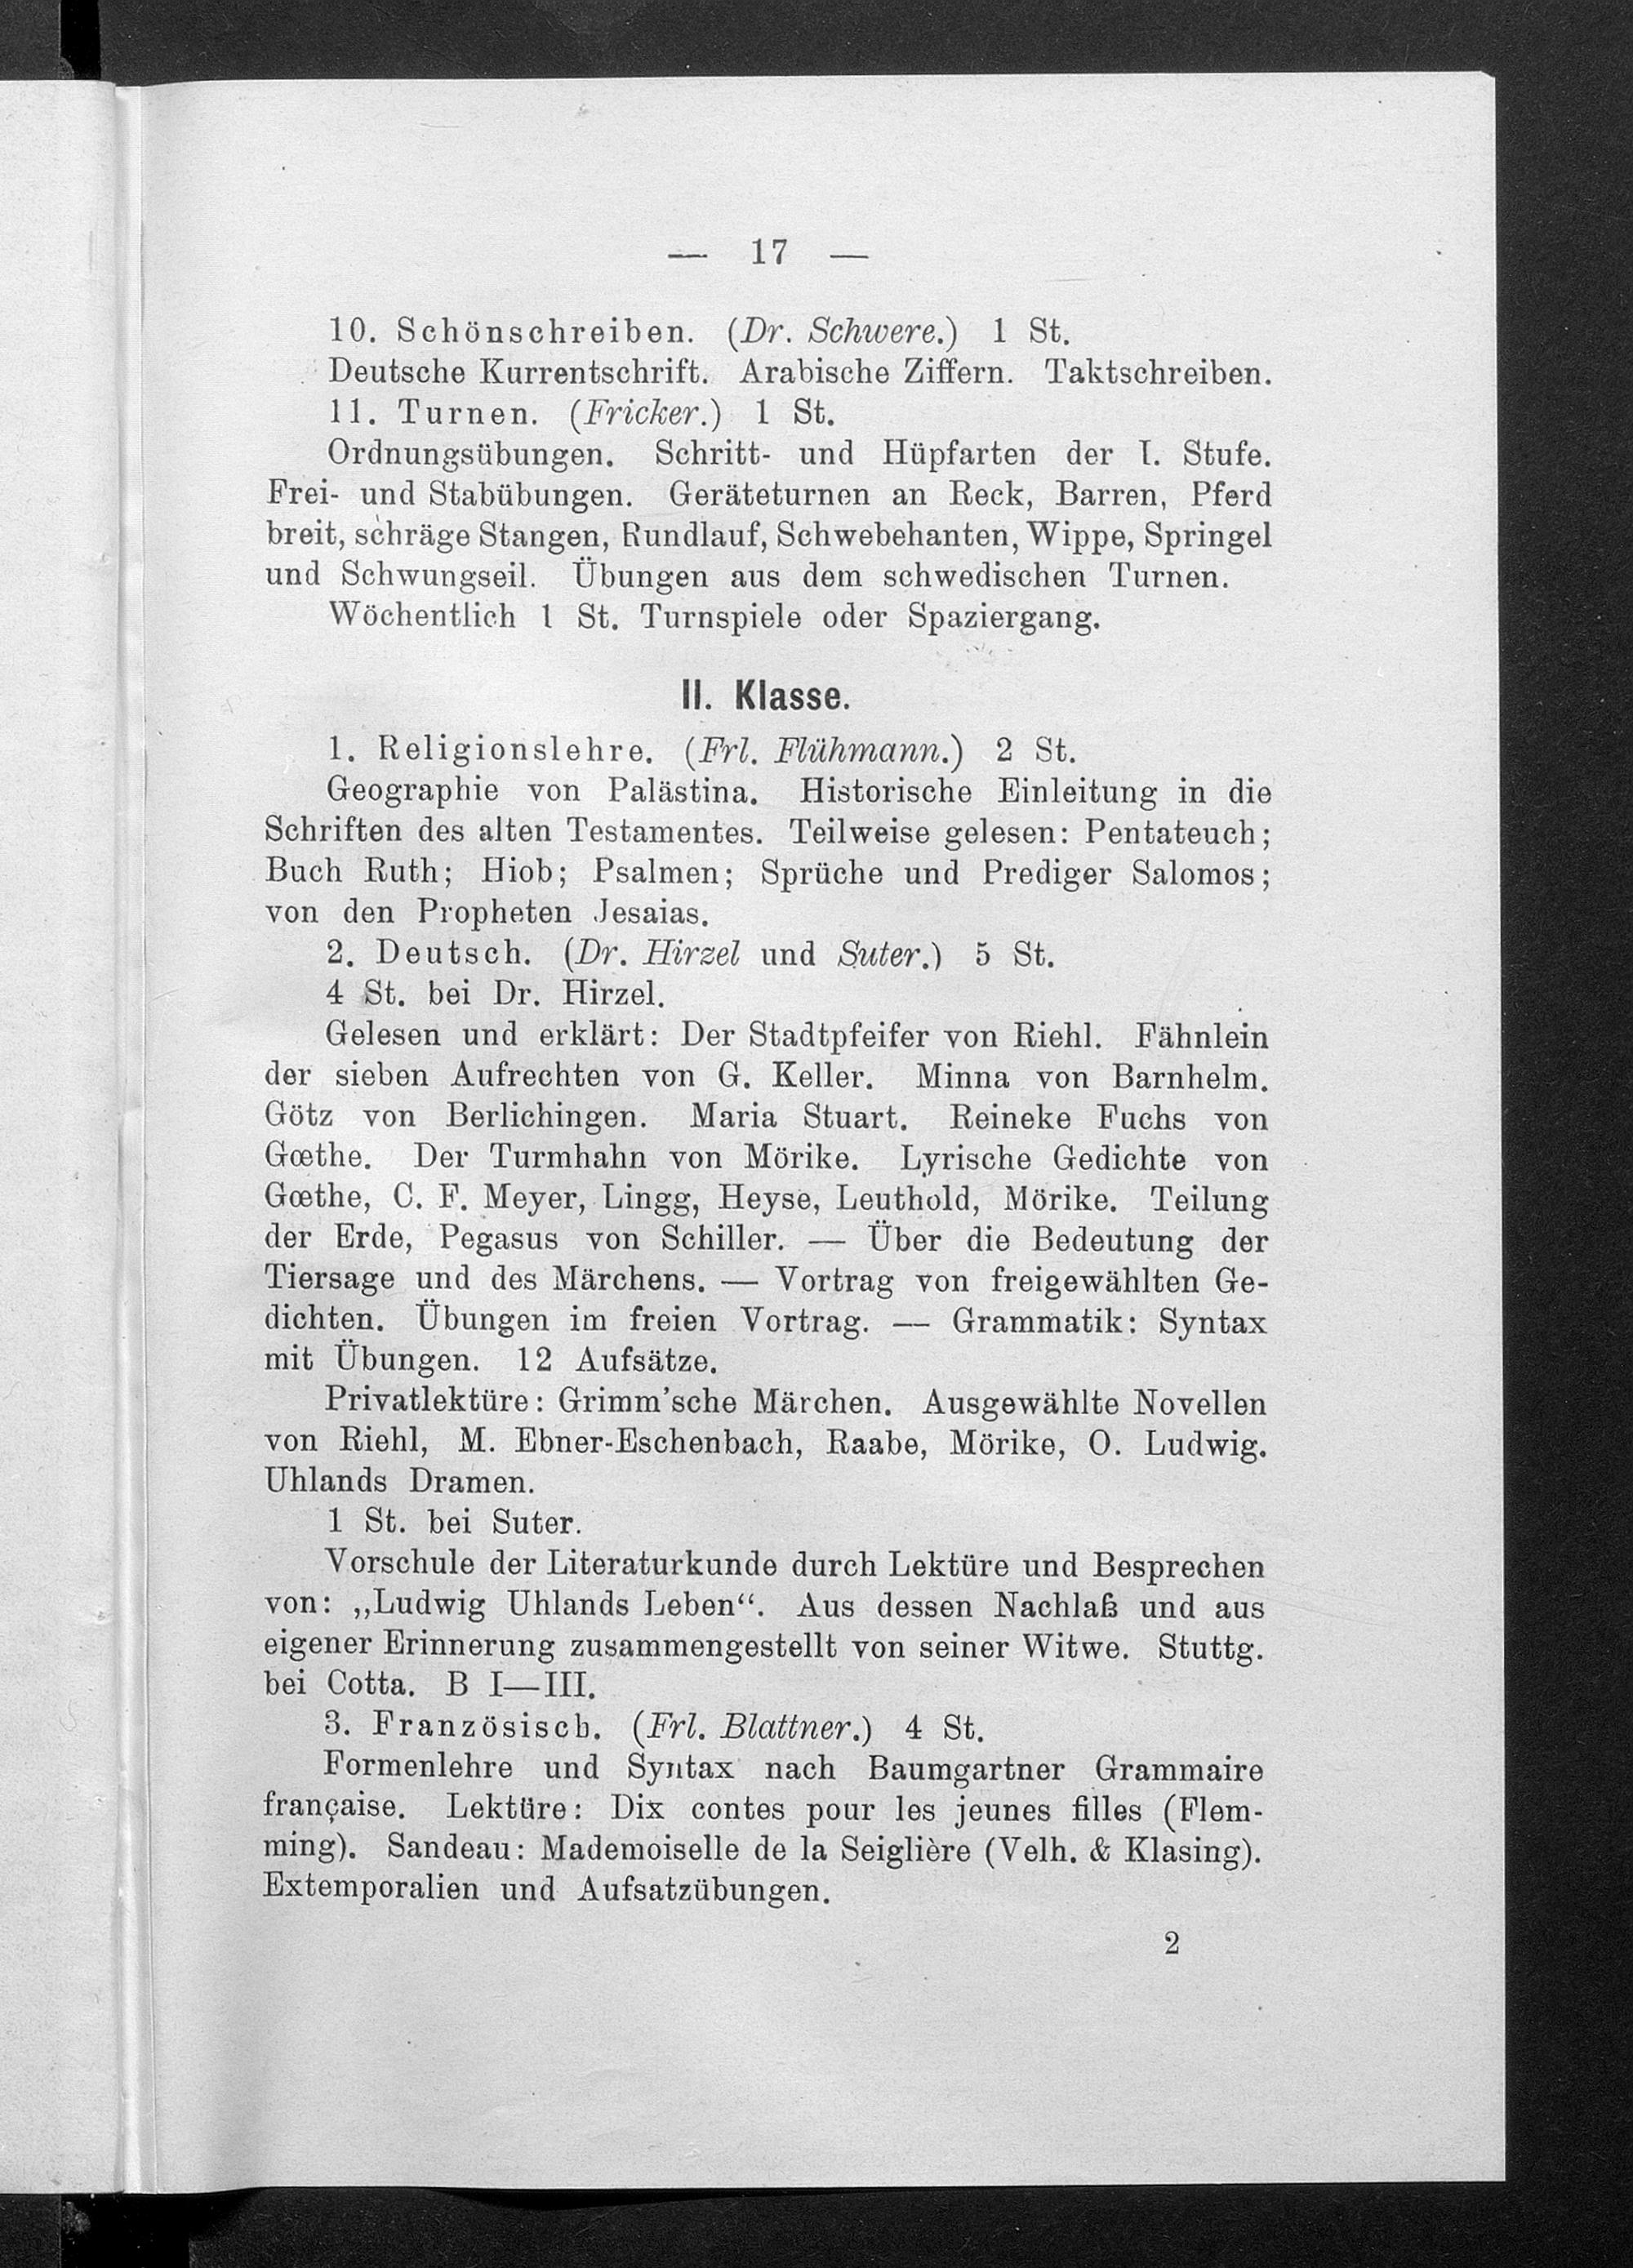 — 17 —
10. Schönschreiben. (Dr. Schwere.) 1 St.
Deutsche Kurrentschrift. Arabische Ziffern. Taktschreiben.
11. Turnen. (Fricker.) 1 St.
Ordnungsübungen. Schritt- und Hüpfarten der I. Stufe.
Frei- und Stabübungen. Geräteturnen an Reck, Barren, Pferd
breit, schräge Stangen, Rundlauf, Schwebehanten, Wippe, Springel
und Schwungseil. Übungen aus dem schwedischen Turnen.
Wöchentlich 1 St. Turnspiele oder Spaziergang.
II. Klasse.
1. Religionslehre. (Frl. Flühmann.) 2 St.
Geographie von Palästina. Historische Einleitung in die
Schriften des alten Testamentes. Teilweise gelesen: Pentateuch;
Buch Ruth; Hiob; Psalmen; Sprüche und Prediger Salomos;
von den Propheten Jesaias.
2. Deutsch. (Dr. Hirzel und Suter.) 5 St.
4 St. bei Dr. Hirzel.
Gelesen und erklärt: Der Stadtpfeifer von Riehl. Fähnlein
der sieben Aufrechten von G. Keller. Minna von Barnhelm.
Götz von Berlichingen. Maria Stuart. Reineke Fuchs von
Gœthe. Der Turmhahn von Mörike. Lyrische Gedichte von
Gœthe, C. F. Meyer, Lingg, Heyse, Leuthold, Mörike. Teilung
der Erde, Pegasus von Schiller. — Über die Bedeutung der
Tiersage und des Märchens. — Vortrag von freigewählten Ge-
dichten. Übungen im freien Vortrag. — Grammatik: Syntax
mit Übungen. 12 Aufsätze.
Privatlektüre: Grimm'sche Märchen. Ausgewählte Novellen
von Riehl, M. Ebner-Eschenbach, Raabe, Mörike, O. Ludwig.
Uhlands Dramen.
1 St. bei Suter.
Vorschule der Literaturkunde durch Lektüre und Besprechen
von: „Ludwig Uhlands Leben“. Aus dessen Nachlaß und aus
eigener Erinnerung zusammengestellt von seiner Witwe. Stuttg.
bei Cotta. B I—III.
3. Französisch. (Frl. Blattner.) 4 St.
Formenlehre und Syntax nach Baumgartner Grammaire
française. Lektüre: Dix contes pour les jeunes filles (Flem-
ming). Sandeau: Mademoiselle de la Seiglière (Velh. & Klasing).
Extemporalien und Aufsatzübungen.
2